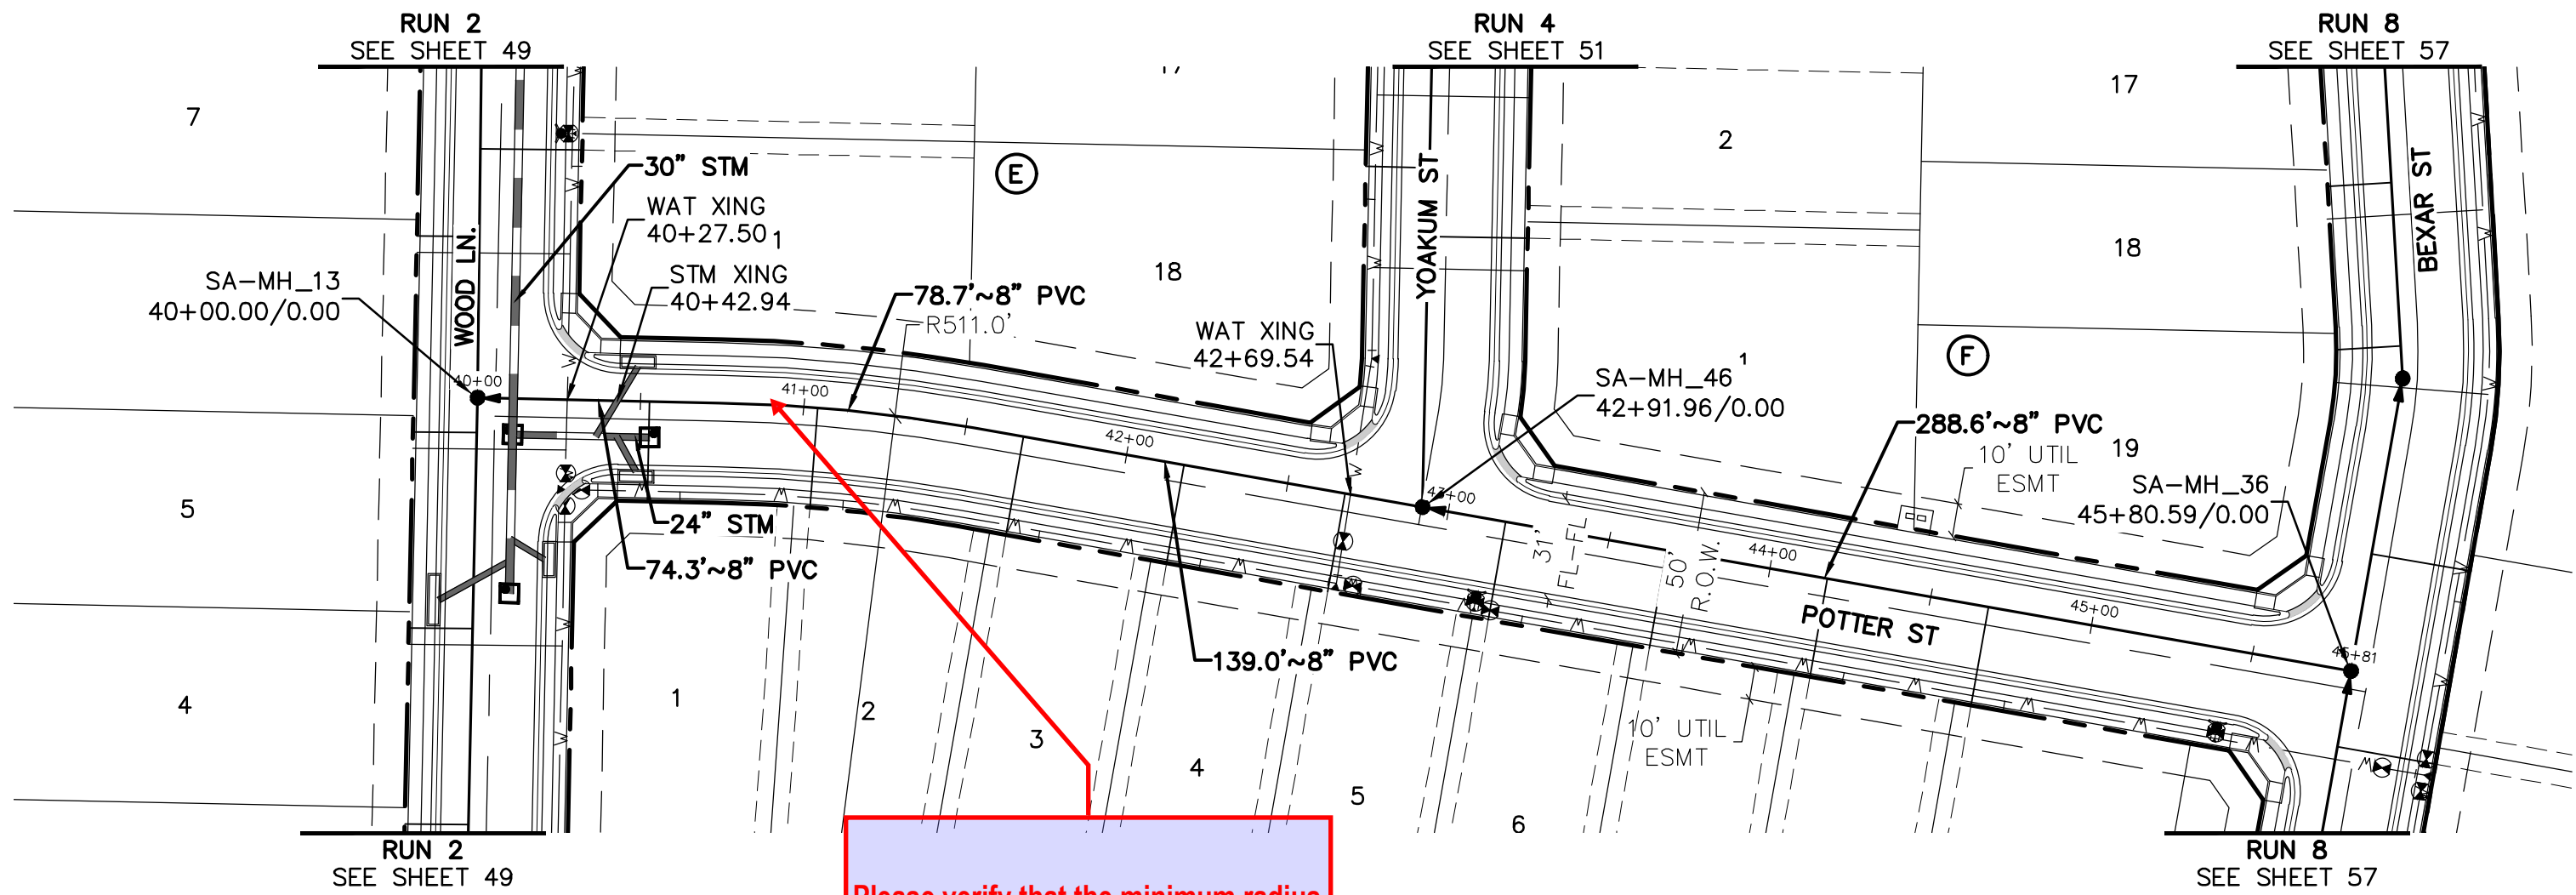 RUN 2
SEE SHEET 49
RUN 4
SEE SHEET 51
RUN 8
SEE SHEET 57
17
17
7
2
E
30" STM
WAT XING
40+27.50
1
STM XING
40+42.94
SA-MH_13
40+00.00/0.00
WOOD LN.
YOAKUM ST
BEXAR ST
18
18
78.7'~8" PVC
R511.0'
WAT XING
42+69.54
F
1
SA-MH_46
42+91.96/0.00
40+00
41+00
42+00
43+00
288.6'~8" PVC
19
10' UTIL
ESMT
SA-MH_36
45+80.59/0.00
5
24" STM
74.3'~8" PVC
31'
FL-FL
50'
R.O.W.
44+00
45+00
45+81
POTTER ST
139.0'~8" PVC
4
1
2
3
4
5
6
10' UTIL
ESMT
RUN 2
SEE SHEET 49
RUN 8
SEE SHEET 57
Please verify that the minimum radius